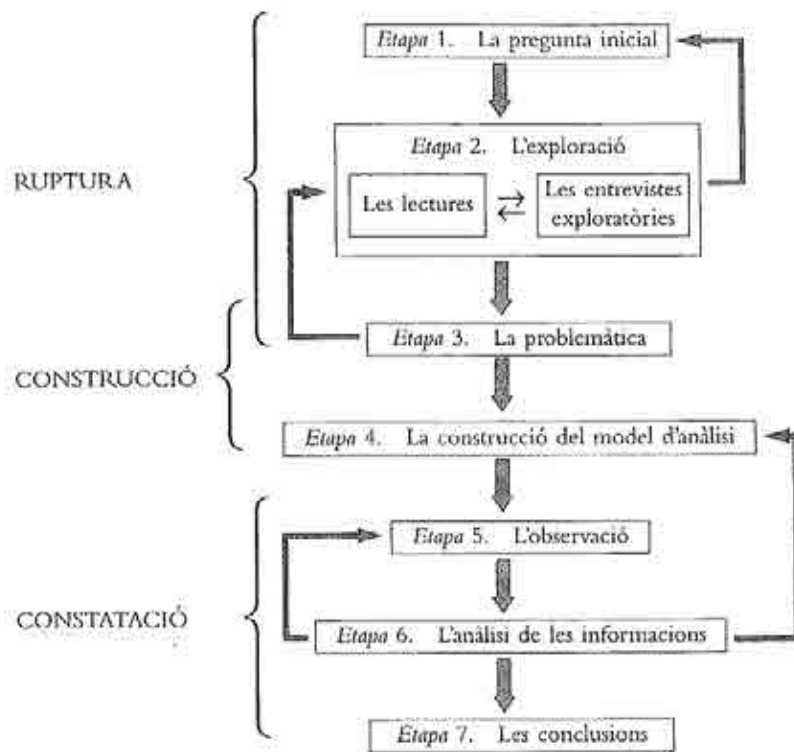 Etapa 1. La pregunta inicial
Etapa 2. L'exploració
RUPTURA
Les lectures
Les entrevistes
exploratòries
Etapa 3. La problemàtica
CONSTRUCCIÓ
Etapa 4. La construcció del model d'anàlisi
Etapa 5. L'observació
CONSTATACIÓ
Etapa 6. L'anàlisi de les informacions
Etapa 7. Les conclusions